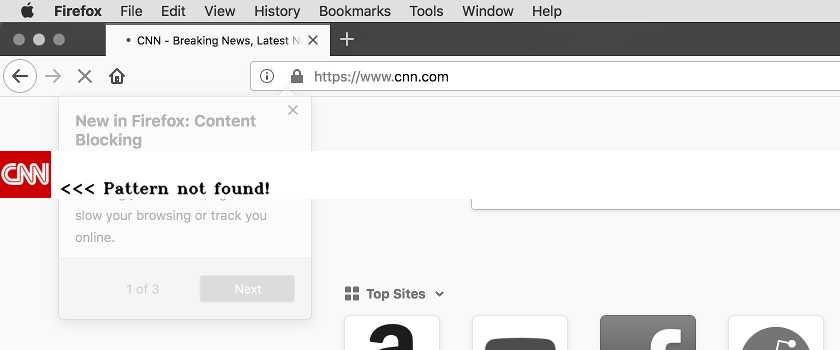 Firefox File Edit View History Bookmarks Tools Window Help
CNN - Breaking News, Latest N
https://www.cnn.com
New in Firefox: Content
Blocking
CNN
<<< Pattern not found!
slow your browsing or track you
online.
1 of 3 Next
Top Sites
a
f